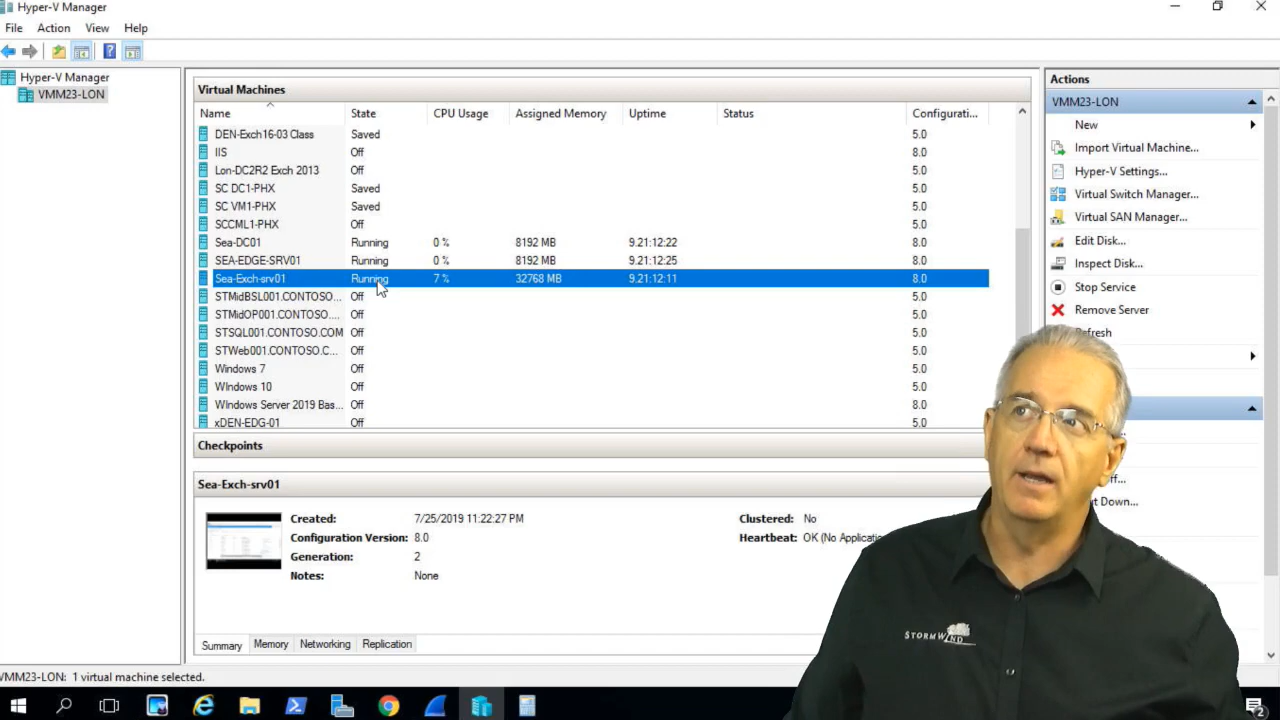 Hyper-V Manager
File Action View Help
Hyper-V Manager
VMM23-LON
Virtual Machines
Name State CPU Usage Assigned Memory Uptime Status Configurati...
DEN-Exch16-03 Class Saved 5.0
IIS Off 8.0
Lon-DC2R2 Exch 2013 Off 5.0
SC DC1-PHX Saved 5.0
SC VM1-PHX Saved 5.0
SCCML1-PHX Off 5.0
Sea-DC01 Running 0 % 8192 MB 9.21:12:22 8.0
SEA-EDGE-SRV01 Running 0 % 8192 MB 9.21:12:25 8.0
Sea-Exch-srv01 Running 7 % 32768 MB 9.21:12:11 8.0
STMidBSL001.CONTOSO... Off 5.0
STMidOP001.CONTOSO.... Off 5.0
STSQL001.CONTOSO.COM Off 5.0
STWeb001.CONTOSO.C... Off 5.0
Windows 7 Off 5.0
WIndows 10 Off 5.0
WIndows Server 2019 Bas... Off 8.0
xDEN-EDG-01 Off 5.0
Checkpoints
Sea-Exch-srv01
Created: 7/25/2019 11:22:27 PM Clustered: No
Configuration Version: 8.0 Heartbeat: OK (No Applicatio
Generation: 2
Notes: None
Summary Memory Networking Replication
Actions
VMM23-LON
New
Import Virtual Machine...
Hyper-V Settings...
Virtual Switch Manager...
Virtual SAN Manager...
Edit Disk...
Inspect Disk...
Stop Service
Remove Server
Refresh
STORMWIND
VMM23-LON: 1 virtual machine selected.
2